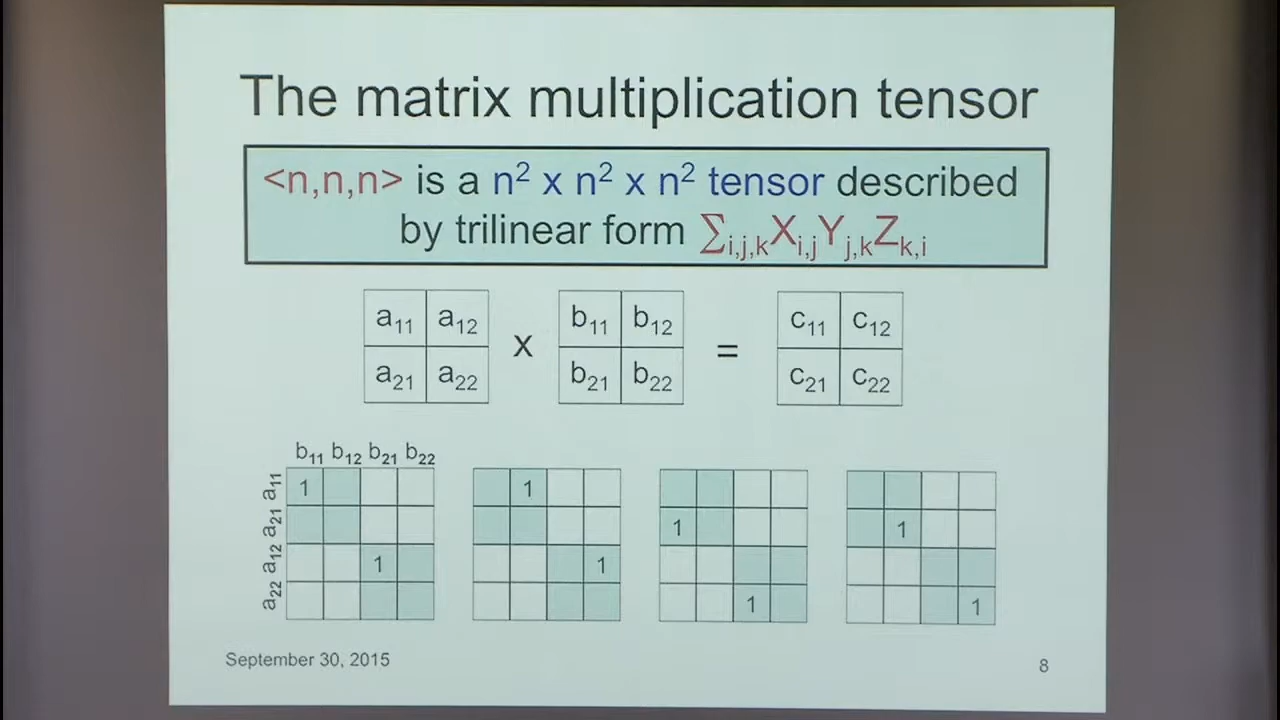 The matrix multiplication tensor
<n,n,n> is a n² x n² x n² tensor described
by trilinear form ∑i,j,kXi,jYj,kZk,i
a11 a12 x b11 b12 = c11 c12
a21 a22 b21 b22 c21 c22
b11 b12 b21 b22
a11 1 1
a21 1 1
a12 1 1
a22 1 1
September 30, 2015 8